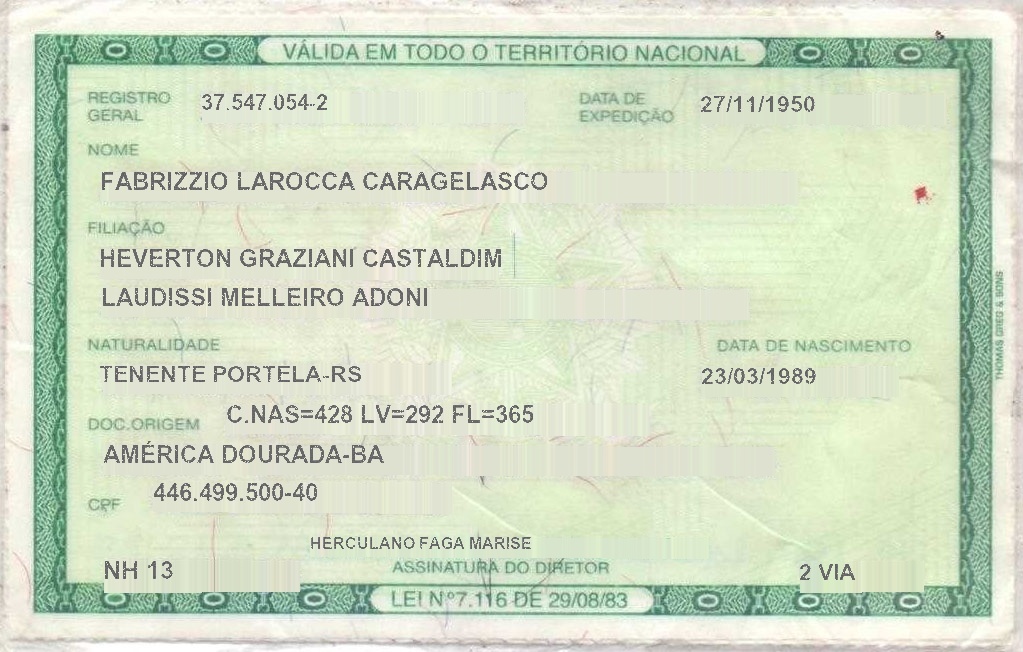 VÁLIDA EM TODO O TERRITÓRIO NACIONAL
REGISTRO GERAL 37.547.054-2 DATA DE EXPEDIÇÃO 27/11/1950
NOME
FABRIZZIO LAROCCA CARAGELASCO
FILIAÇÃO
HEVERTON GRAZIANI CASTALDIM
LAUDISSI MELLEIRO ADONI
NATURALIDADE DATA DE NASCIMENTO
TENENTE PORTELA-RS 23/03/1989
DOC.ORIGEM C.NAS=428 LV=292 FL=365
AMÉRICA DOURADA-BA
CPF 446.499.500-40
HERCULANO FAGA MARISE
NH 13 ASSINATURA DO DIRETOR 2 VIA
LEI Nº7.116 DE 29/08/83
THOMAS GREG & SONS